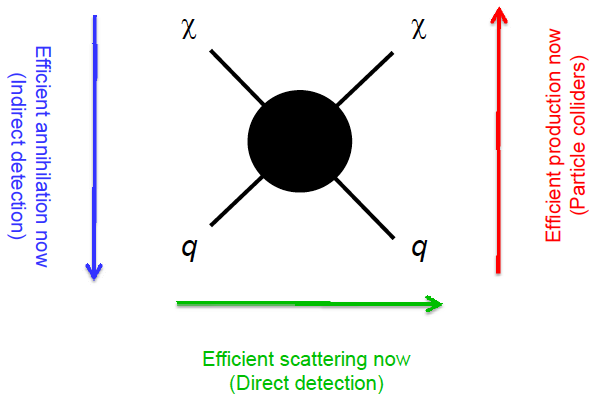 χ χ
Efficient annihilation now
(Indirect detection)
Efficient production now
(Particle colliders)
q q
Efficient scattering now
(Direct detection)